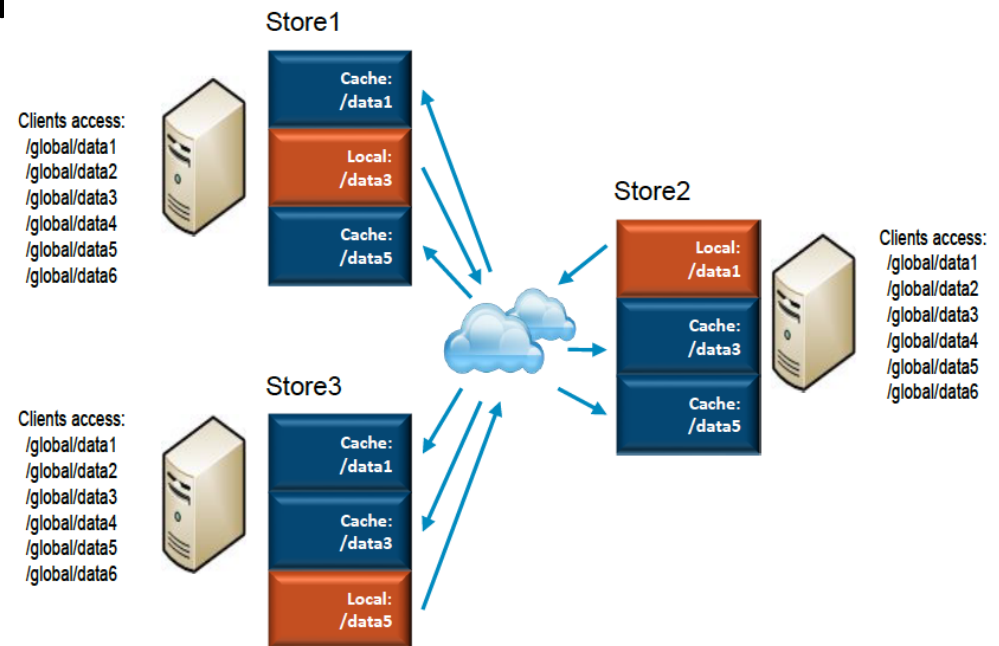 Store1
Clients access:
/global/data1
/global/data2
/global/data3
/global/data4
/global/data5
/global/data6
Cache:
/data1
Local:
/data3
Cache:
/data5
Store2
Local:
/data1
Cache:
/data3
Cache:
/data5
Clients access:
/global/data1
/global/data2
/global/data3
/global/data4
/global/data5
/global/data6
Store3
Clients access:
/global/data1
/global/data2
/global/data3
/global/data4
/global/data5
/global/data6
Cache:
/data1
Cache:
/data3
Local:
/data5